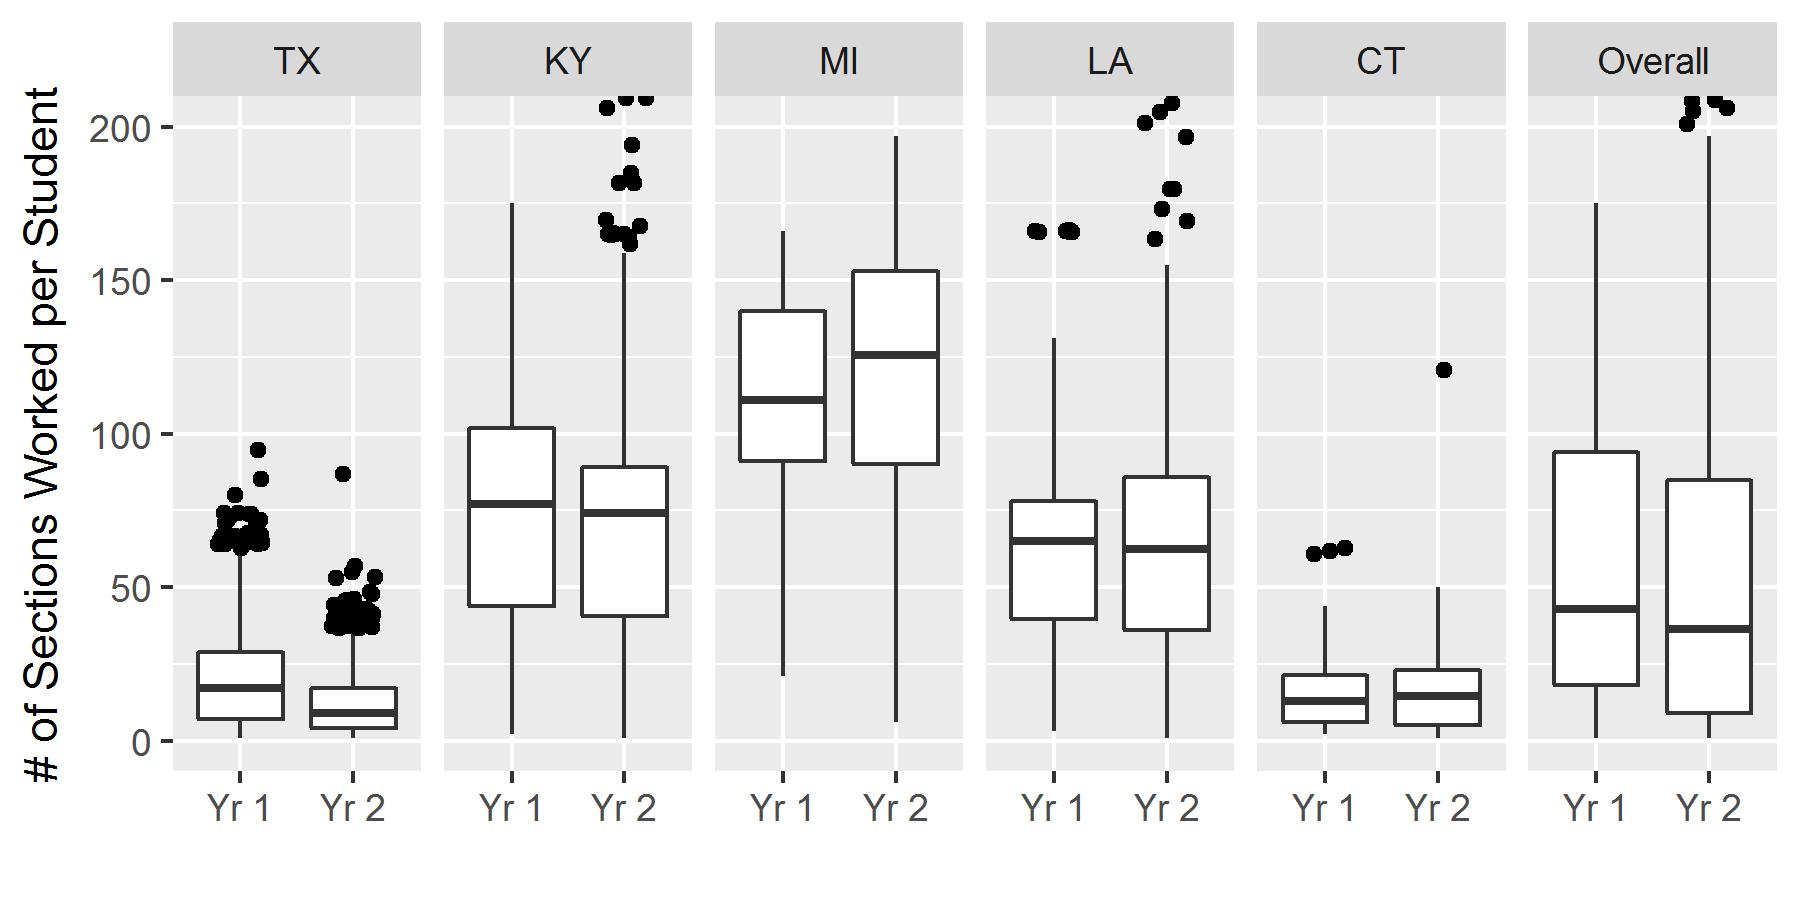 TX KY MI LA CT Overall
# of Sections Worked per Student
200
150
100
50
0
Yr 1 Yr 2 Yr 1 Yr 2 Yr 1 Yr 2 Yr 1 Yr 2 Yr 1 Yr 2 Yr 1 Yr 2